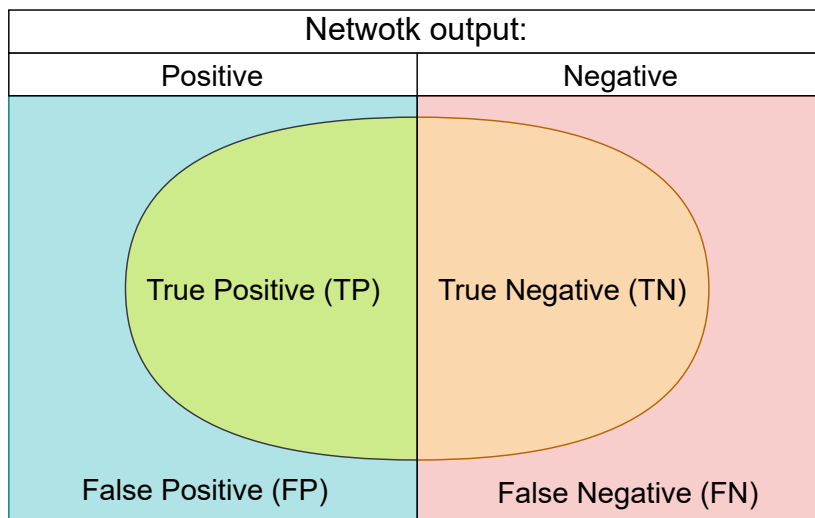 Netwotk output:
Positive
Negative
True Positive (TP)
True Negative (TN)
False Positive (FP)
False Negative (FN)